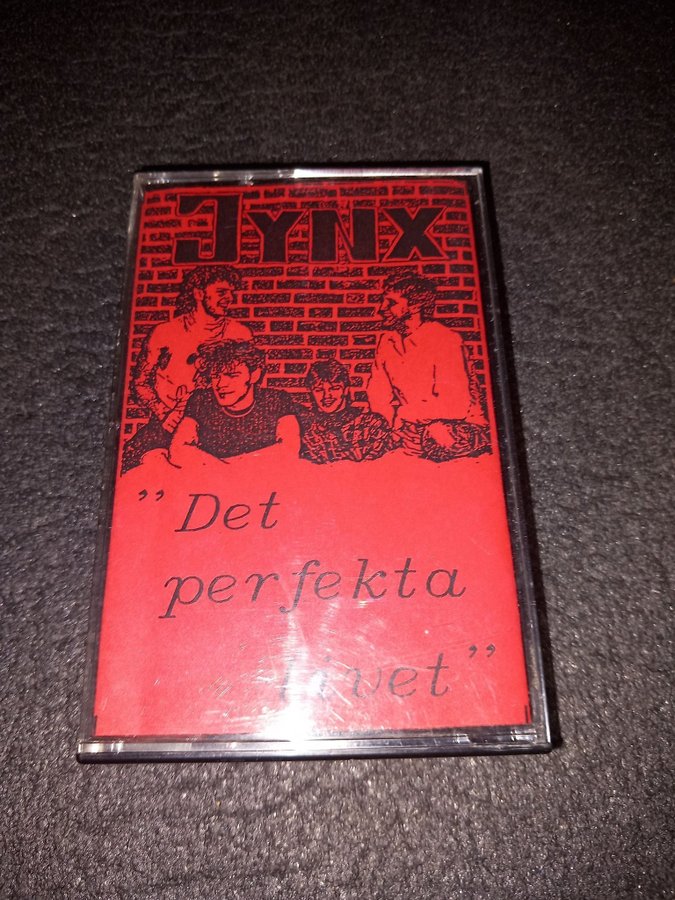 JYNX
”Det
perfekta
livet”